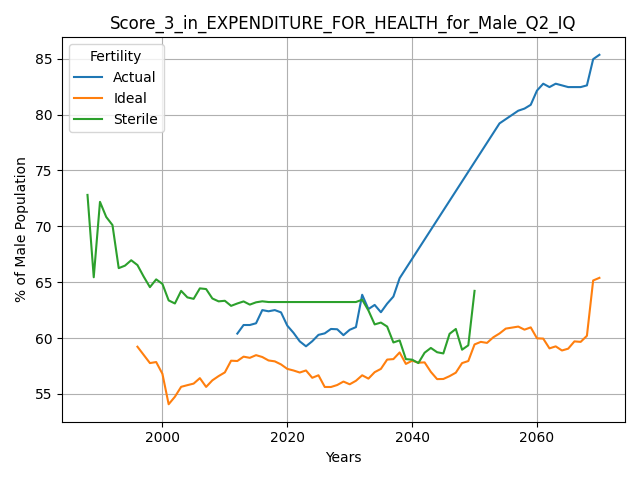 Score_3_in_EXPENDITURE_FOR_HEALTH_for_Male_Q2_IQ
Fertility
Actual
Ideal
Sterile
% of Male Population
85
80
75
70
65
60
55
2000
2020
2040
2060
Years